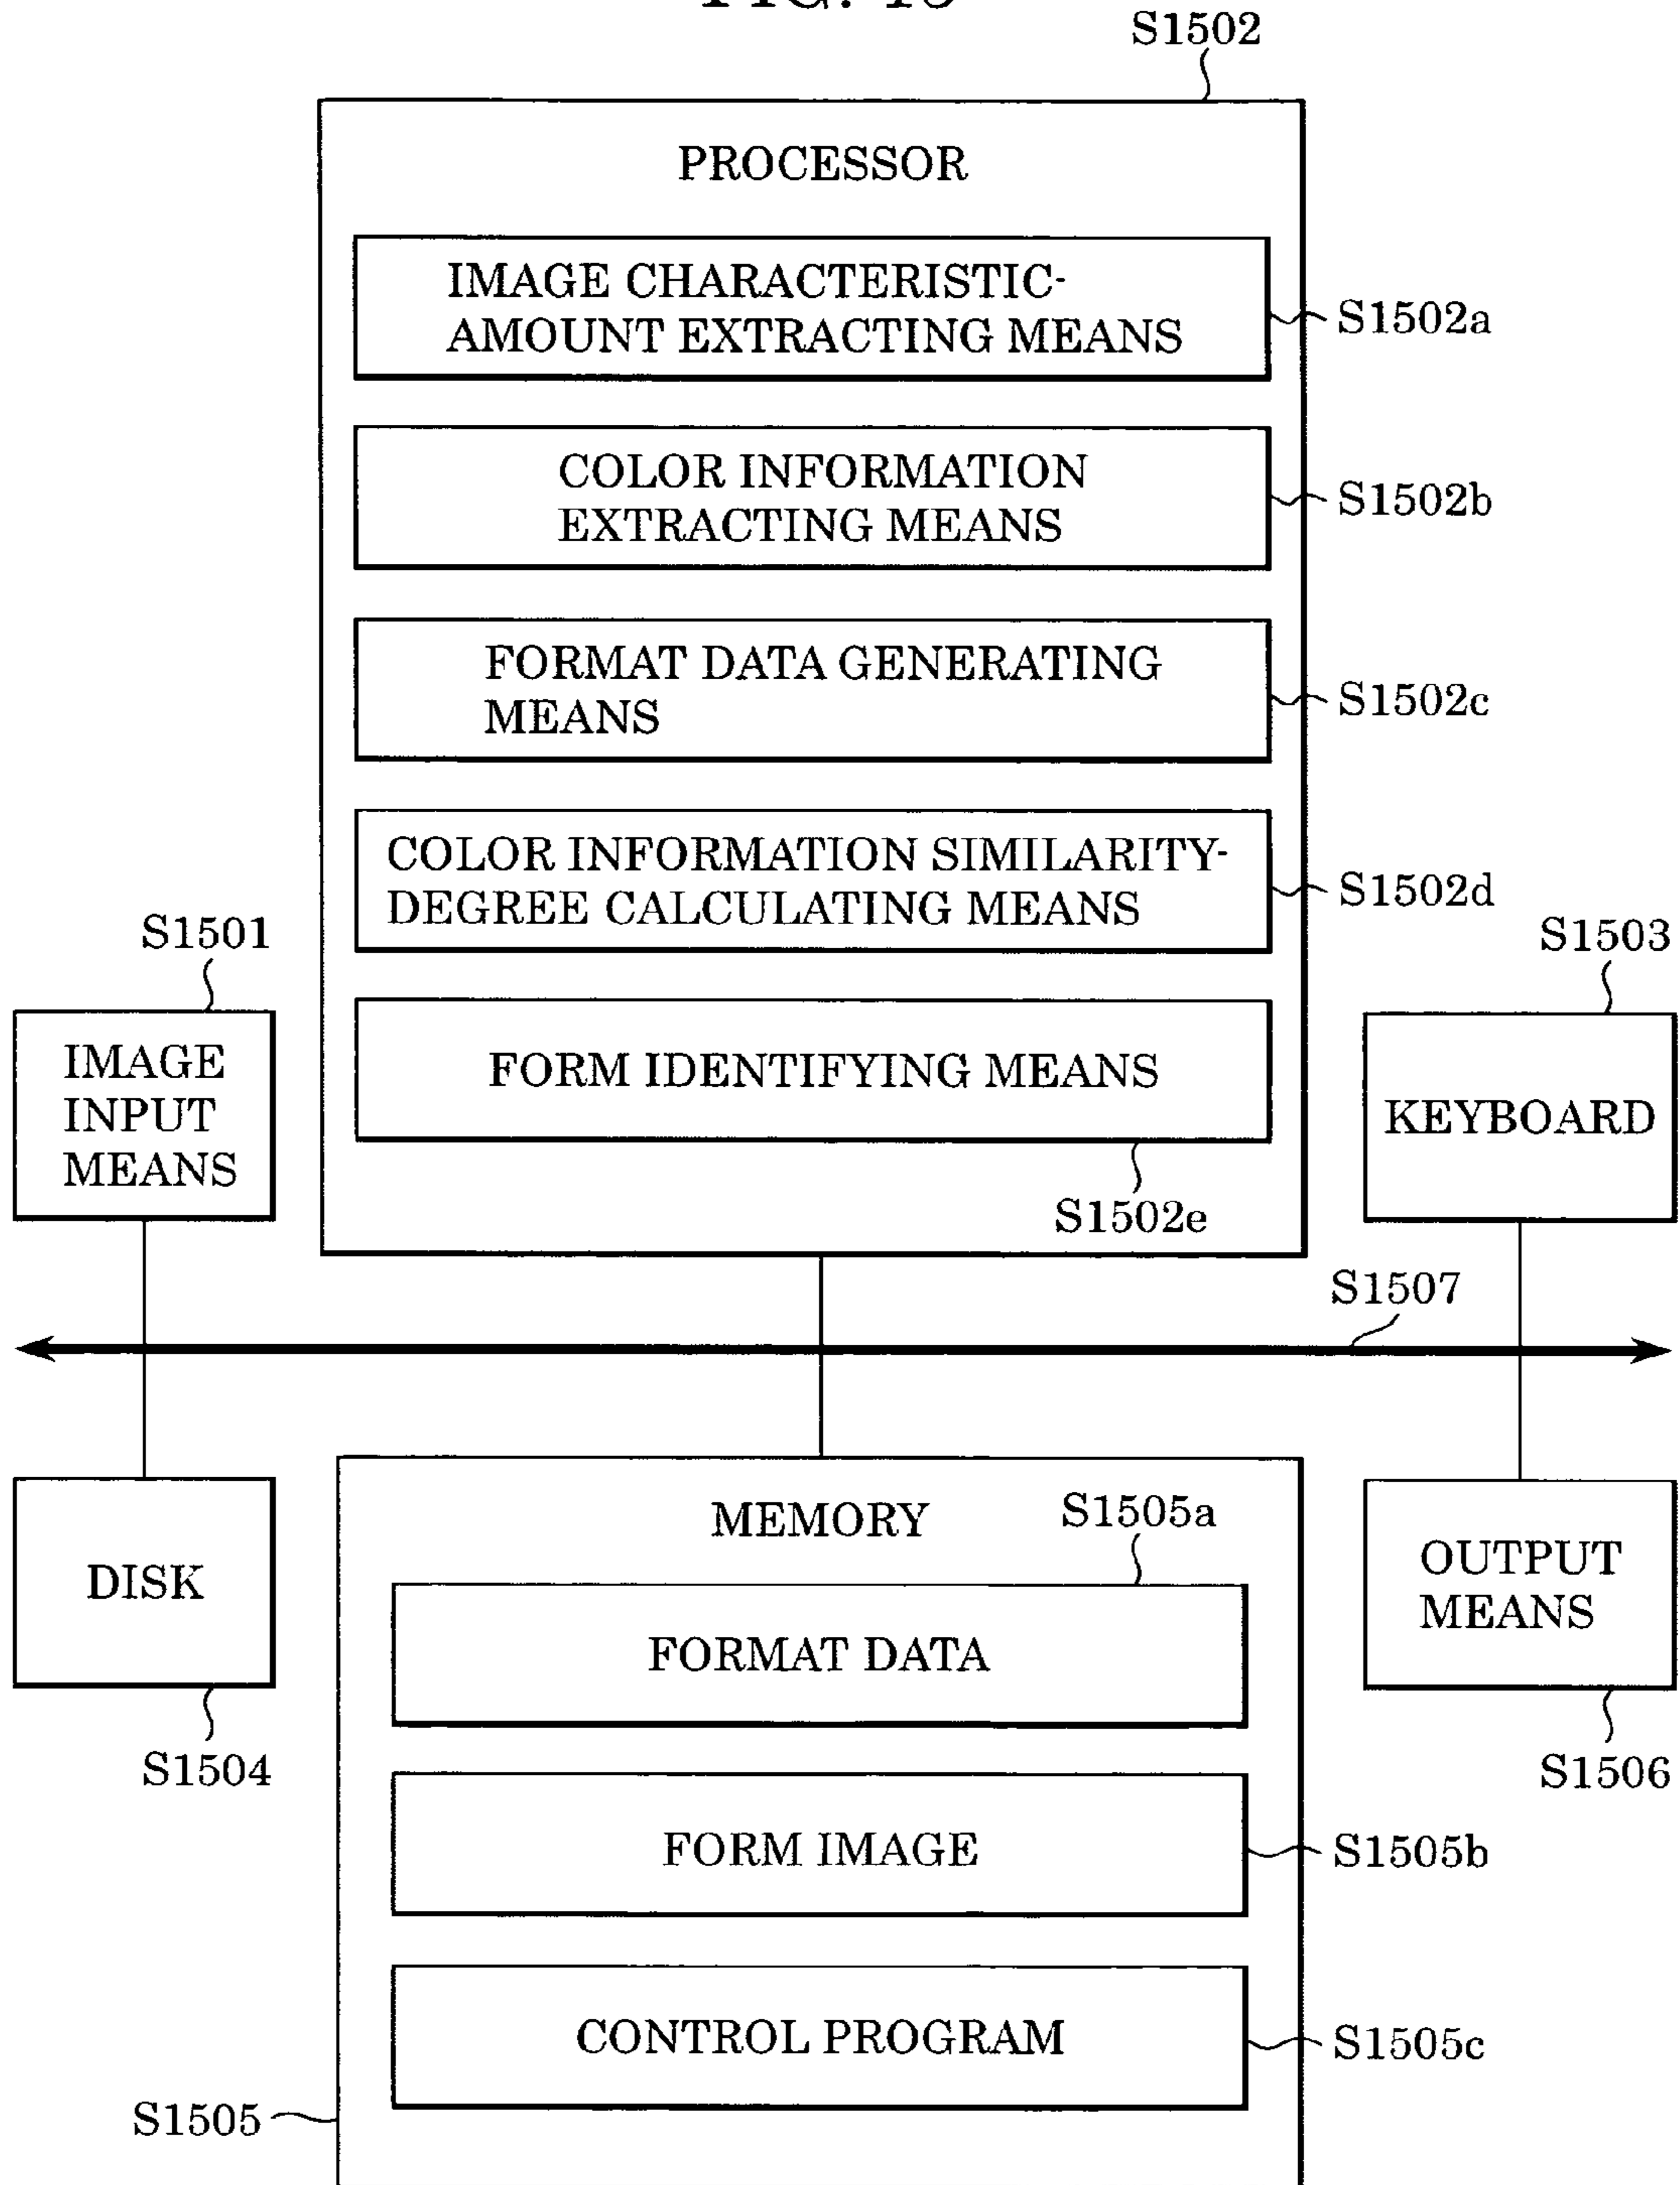 S1502
PROCESSOR
IMAGE CHARACTERISTIC-
AMOUNT EXTRACTING MEANS
S1502a
COLOR INFORMATION
EXTRACTING MEANS
S1502b
FORMAT DATA GENERATING
MEANS
S1502c
COLOR INFORMATION SIMILARITY-
DEGREE CALCULATING MEANS
S1502d
FORM IDENTIFYING MEANS
S1502e
S1501
IMAGE
INPUT
MEANS
S1503
KEYBOARD
S1507
DISK
S1504
MEMORY
S1505a
FORMAT DATA
FORM IMAGE
S1505b
CONTROL PROGRAM
S1505c
S1505
OUTPUT
MEANS
S1506